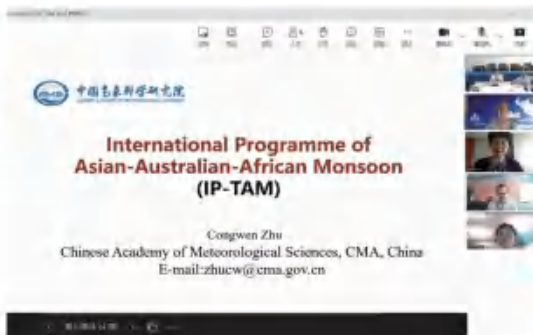 中国气象科学研究院
International Programme of
Asian-Australian-African Monsoon
(IP-TAM)
Congwen Zhu
Chinese Academy of Meteorological Sciences, CMA, China
E-mail:zhucw@cma.gov.cn